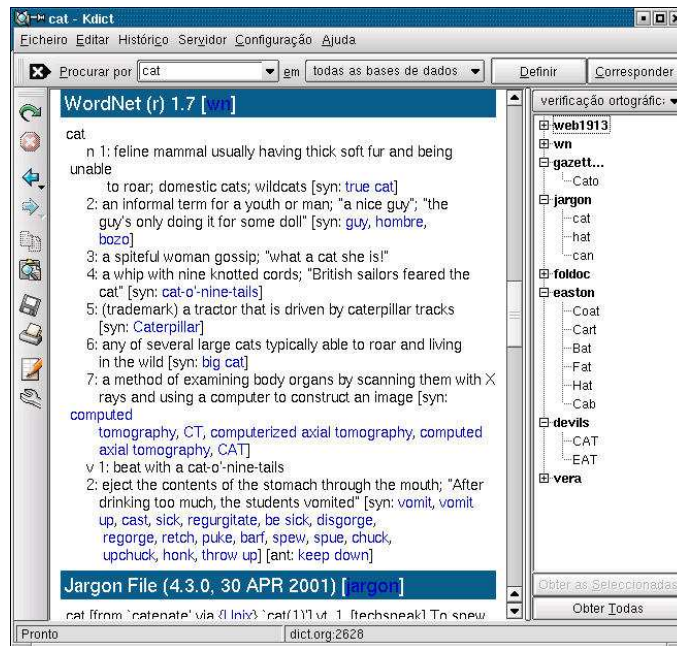 cat - Kdict
Ficheiro Editar Histórico Servidor Configuração Ajuda
Procurar por cat em todas as bases de dados Definir Corresponder
WordNet (r) 1.7 [wn]
cat
n 1: feline mammal usually having thick soft fur and being
unable
to roar; domestic cats; wildcats [syn: true cat]
2: an informal term for a youth or man; "a nice guy"; "the
guy's only doing it for some doll" [syn: guy, hombre,
bozo]
3: a spiteful woman gossip; "what a cat she is!"
4: a whip with nine knotted cords; "British sailors feared the
cat" [syn: cat-o'-nine-tails]
5: (trademark) a tractor that is driven by caterpillar tracks
[syn: Caterpillar]
6: any of several large cats typically able to roar and living
in the wild [syn: big cat]
7: a method of examining body organs by scanning them with X
rays and using a computer to construct an image [syn:
computed
tomography, CT, computerized axial tomography, computed
axial tomography, CAT]
v 1: beat with a cat-o'-nine-tails
2: eject the contents of the stomach through the mouth; "After
drinking too much, the students vomited" [syn: vomit, vomit
up, cast, sick, regurgitate, be sick, disgorge,
regorge, retch, puke, barf, spew, spue, chuck,
upchuck, honk, throw up] [ant: keep down]
Jargon File (4.3.0, 30 APR 2001) [jargon]
cat [from `catenate' via {Unix} `cat(1)'] vt. 1. [techspeak] To spew
verificação ortográfic:
web1913
wn
gazett...
Cato
jargon
cat
hat
can
foldoc
easton
Coat
Cart
Bat
Fat
Hat
Cab
devils
CAT
EAT
vera
Obter as Seleccionadas
Obter Todas
Pronto
dict.org:2628